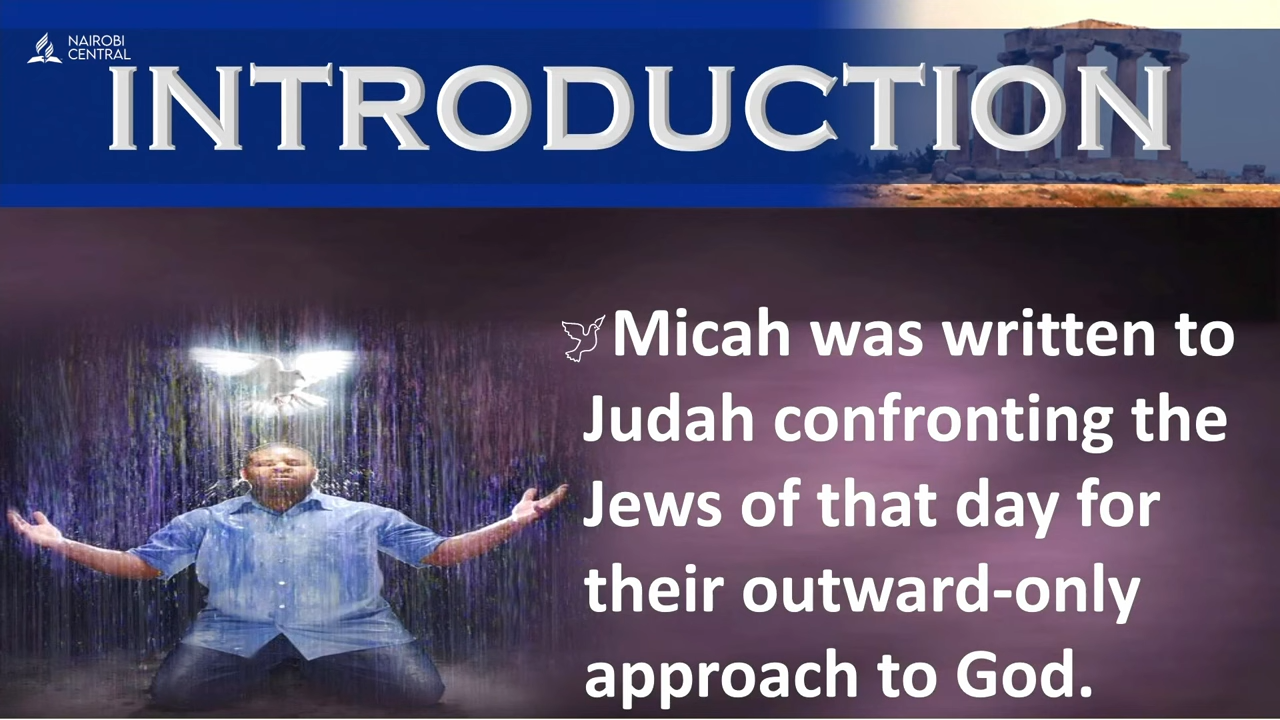 NAIROBI
CENTRAL
INTRODUCTION
Micah was written to
Judah confronting the
Jews of that day for
their outward-only
approach to God.